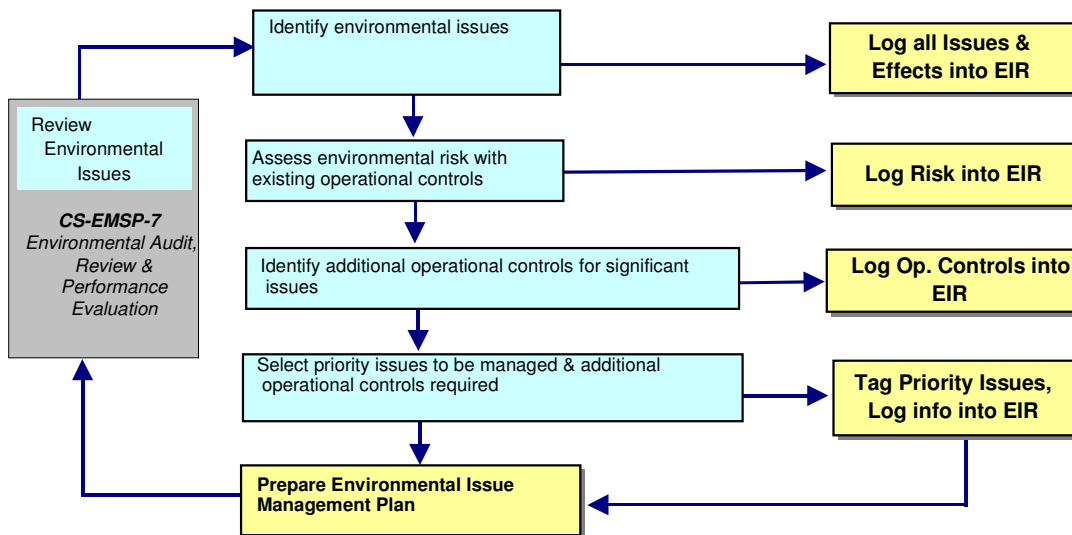 Identify environmental issues
Log all Issues &
Effects into EIR
Review
Environmental
Issues
CS-EMSP-7
Environmental Audit,
Review &
Performance
Evaluation
Assess environmental risk with
existing operational controls
Log Risk into EIR
Identify additional operational controls for significant
issues
Log Op. Controls into
EIR
Select priority issues to be managed & additional
operational controls required
Tag Priority Issues,
Log info into EIR
Prepare Environmental Issue
Management Plan